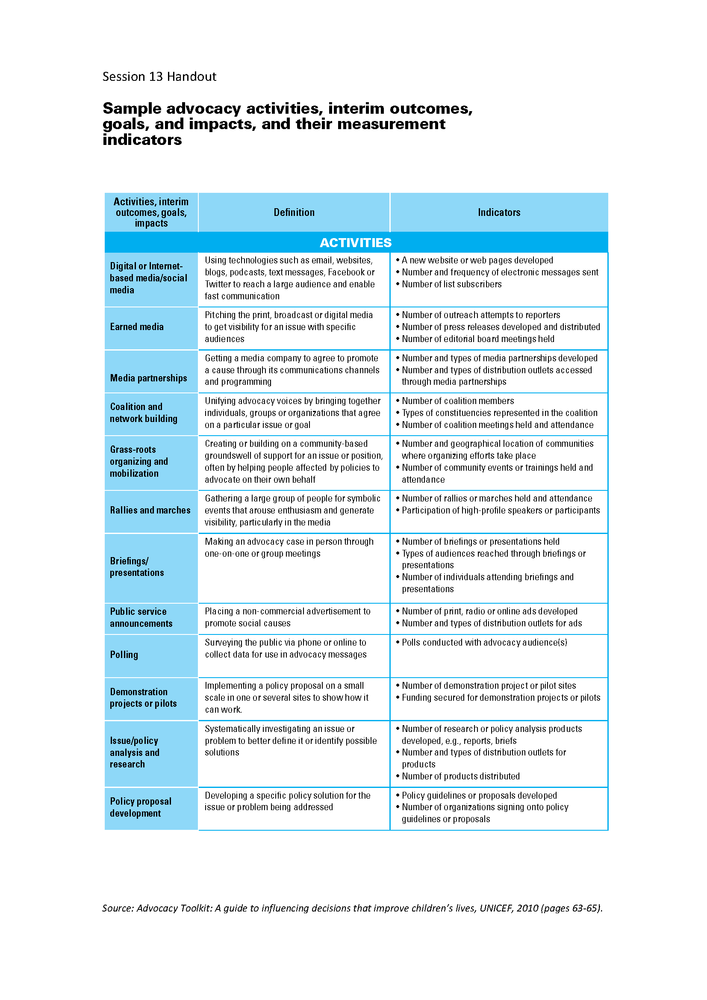 Session 13 Handout
Sample advocacy activities, interim outcomes,
goals, and impacts, and their measurement
indicators
Activities, interim
outcomes, goals,
impacts
Definition
Indicators
ACTIVITIES
Digital or Internet-
based media/social
media
Using technologies such as email, websites,
blogs, podcasts, text messages, Facebook or
Twitter to reach a large audience and enable
fast communication
• A new website or web pages developed
• Number and frequency of electronic messages sent
• Number of list subscribers
Earned media
Pitching the print, broadcast or digital media
to get visibility for an issue with specific
audiences
• Number of outreach attempts to reporters
• Number of press releases developed and distributed
• Number of editorial board meetings held
Media partnerships
Getting a media company to agree to promote
a cause through its communications channels
and programming
• Number and types of media partnerships developed
• Number and types of distribution outlets accessed
through media partnerships
Coalition and
network building
Unifying advocacy voices by bringing together
individuals, groups or organizations that agree
on a particular issue or goal
• Number of coalition members
• Types of constituencies represented in the coalition
• Number of coalition meetings held and attendance
Grass-roots
organizing and
mobilization
Creating or building on a community-based
groundswell of support for an issue or position,
often by helping people affected by policies to
advocate on their own behalf
• Number and geographical location of communities
where organizing efforts take place
• Number of community events or trainings held and
attendance
Rallies and marches
Gathering a large group of people for symbolic
events that arouse enthusiasm and generate
visibility, particularly in the media
• Number of rallies or marches held and attendance
• Participation of high-profile speakers or participants
Briefings/
presentations
Making an advocacy case in person through
one-on-one or group meetings
• Number of briefings or presentations held
• Types of audiences reached through briefings or
presentations
• Number of individuals attending briefings and
presentations
Public service
announcements
Placing a non-commercial advertisement to
promote social causes
• Number of print, radio or online ads developed
• Number and types of distribution outlets for ads
Polling
Surveying the public via phone or online to
collect data for use in advocacy messages
• Polls conducted with advocacy audience(s)
Demonstration
projects or pilots
Implementing a policy proposal on a small
scale in one or several sites to show how it
can work.
• Number of demonstration project or pilot sites
• Funding secured for demonstration projects or pilots
Issue/policy
analysis and
research
Systematically investigating an issue or
problem to better define it or identify possible
solutions
• Number of research or policy analysis products
developed, e.g., reports, briefs
• Number and types of distribution outlets for
products
• Number of products distributed
Policy proposal
development
Developing a specific policy solution for the
issue or problem being addressed
• Policy guidelines or proposals developed
• Number of organizations signing onto policy
guidelines or proposals
Source: Advocacy Toolkit: A guide to influencing decisions that improve children's lives, UNICEF, 2010 (pages 63-65).